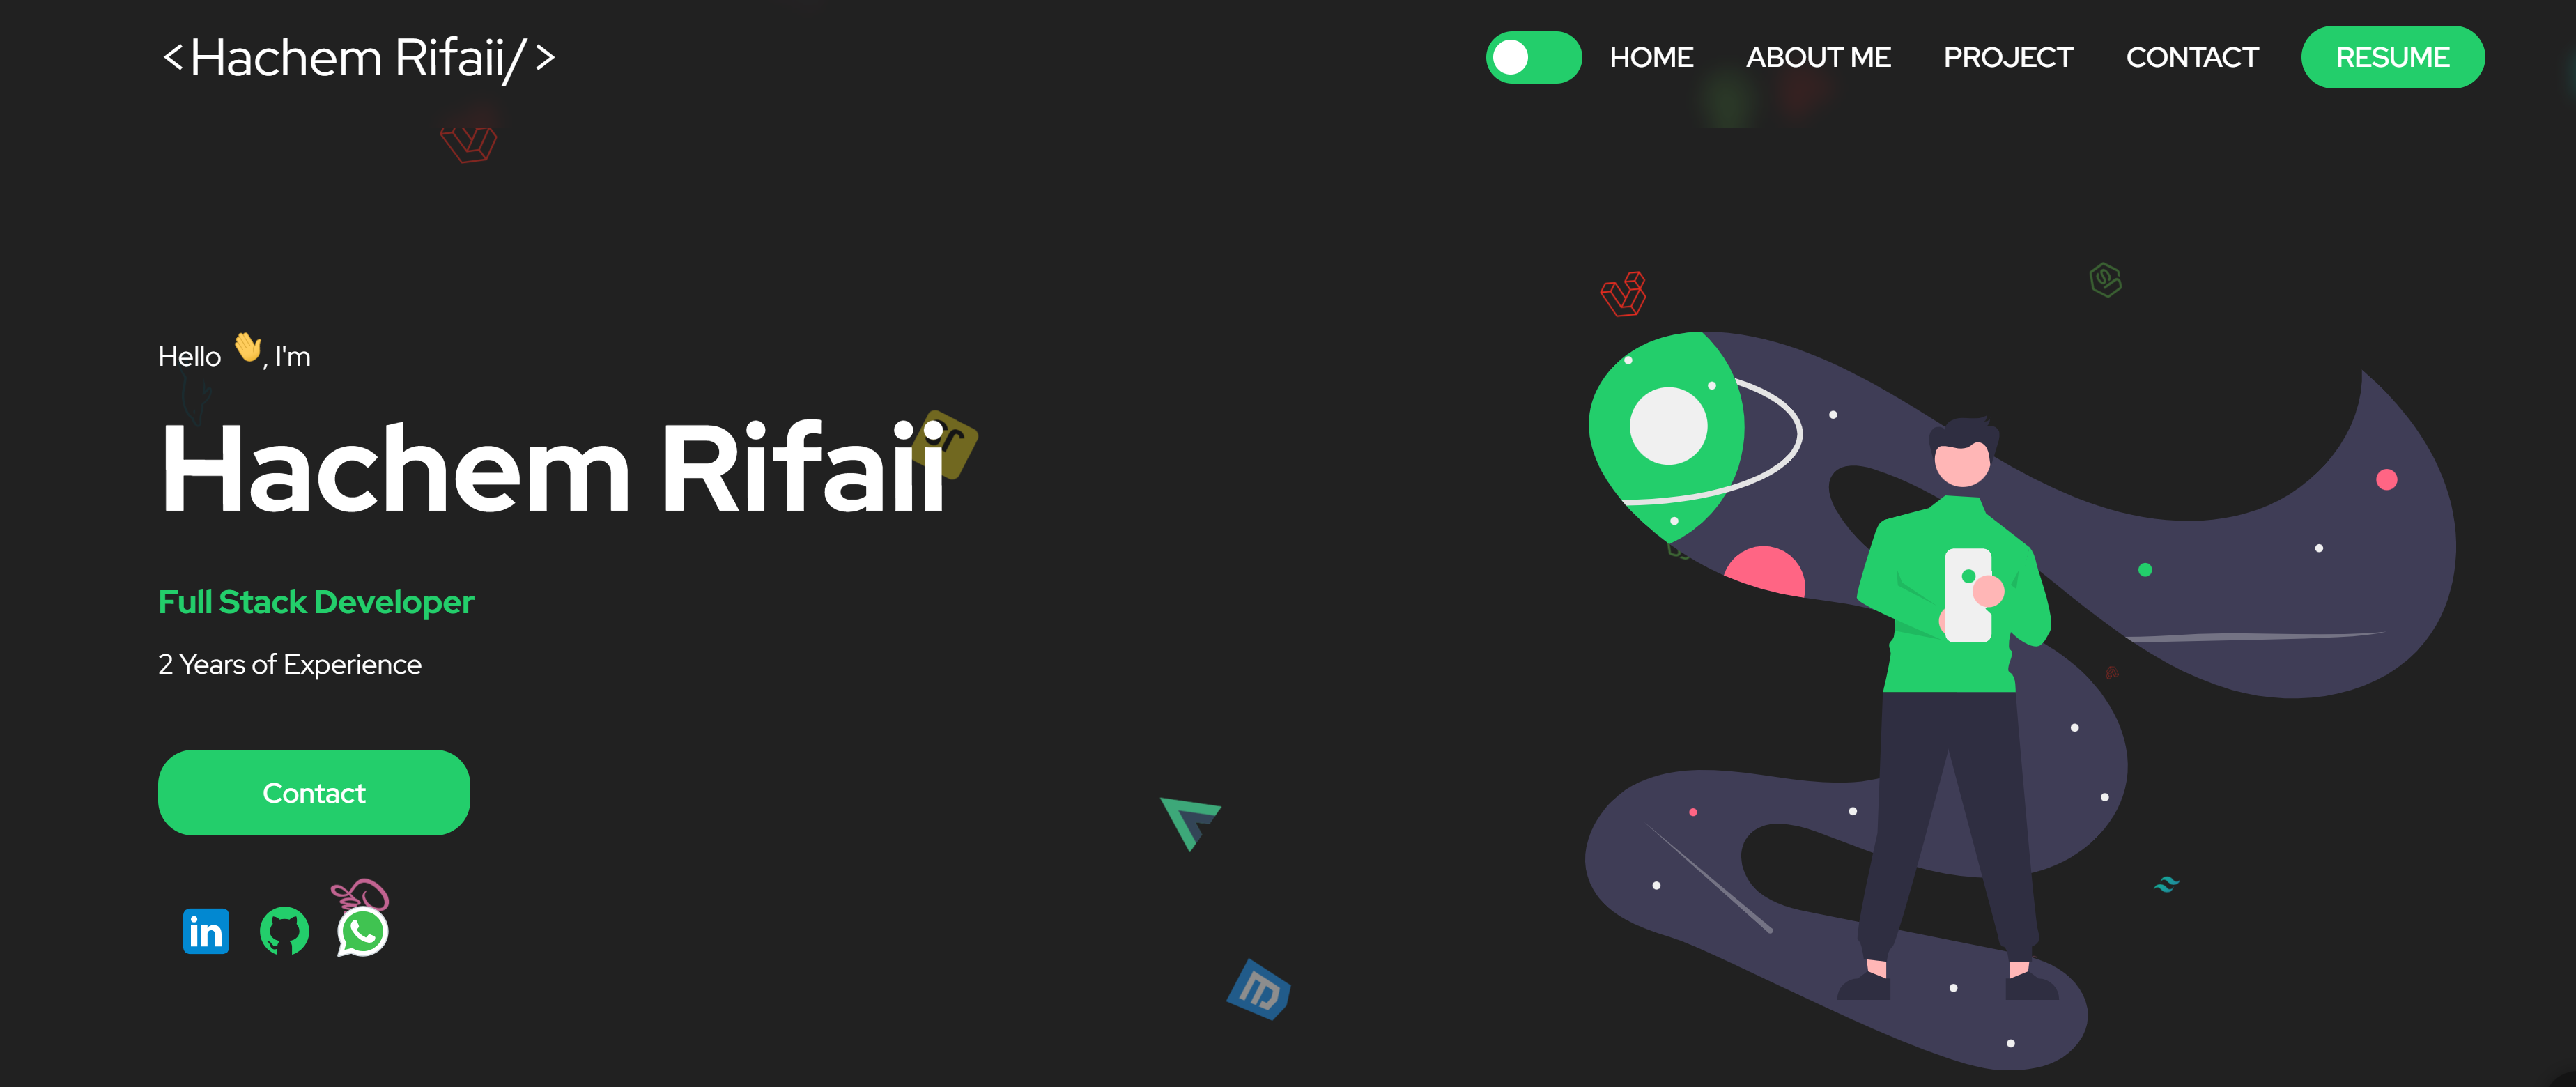 <Hachem Rifaii/>
HOME ABOUT ME PROJECT CONTACT RESUME
Hello 👋, I'm
Hachem Rifaii
Full Stack Developer
2 Years of Experience
Contact
in